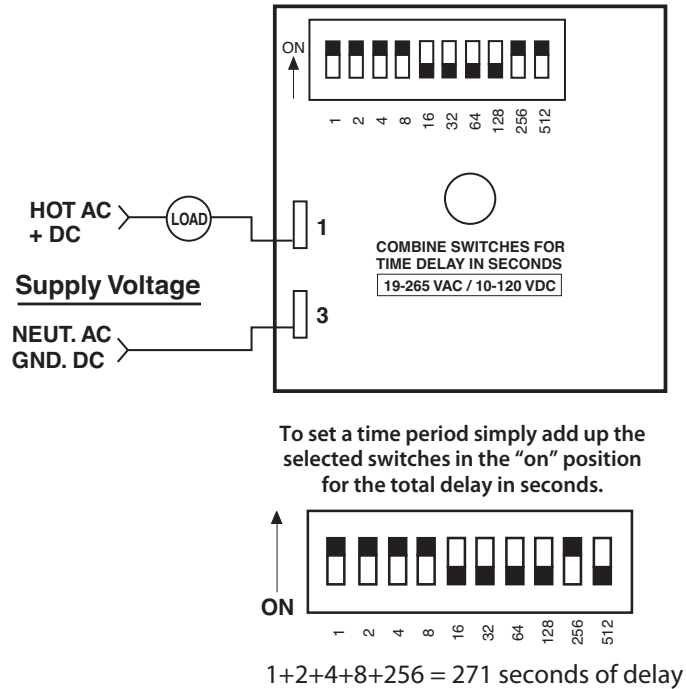 ON
1 2 4 8 16 32 64 128 256 512
HOT AC
+ DC
LOAD
1
COMBINE SWITCHES FOR
TIME DELAY IN SECONDS
19-265 VAC / 10-120 VDC
Supply Voltage
3
NEUT. AC
GND. DC
To set a time period simply add up the
selected switches in the “on” position
for the total delay in seconds.
ON
1 2 4 8 16 32 64 128 256 512
1+2+4+8+256 = 271 seconds of delay